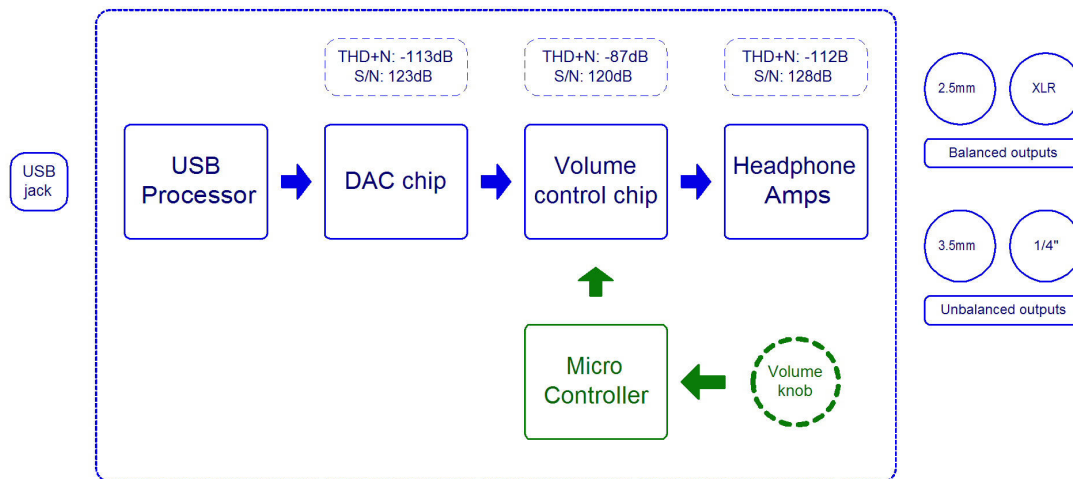 THD+N: -113dB
S/N: 123dB
THD+N: -87dB
S/N: 120dB
THD+N: -112B
S/N: 128dB
2.5mm
XLR
Balanced outputs
USB
jack
USB
Processor
DAC chip
Volume
control chip
Headphone
Amps
3.5mm
1/4"
Unbalanced outputs
Micro
Controller
Volume
knob